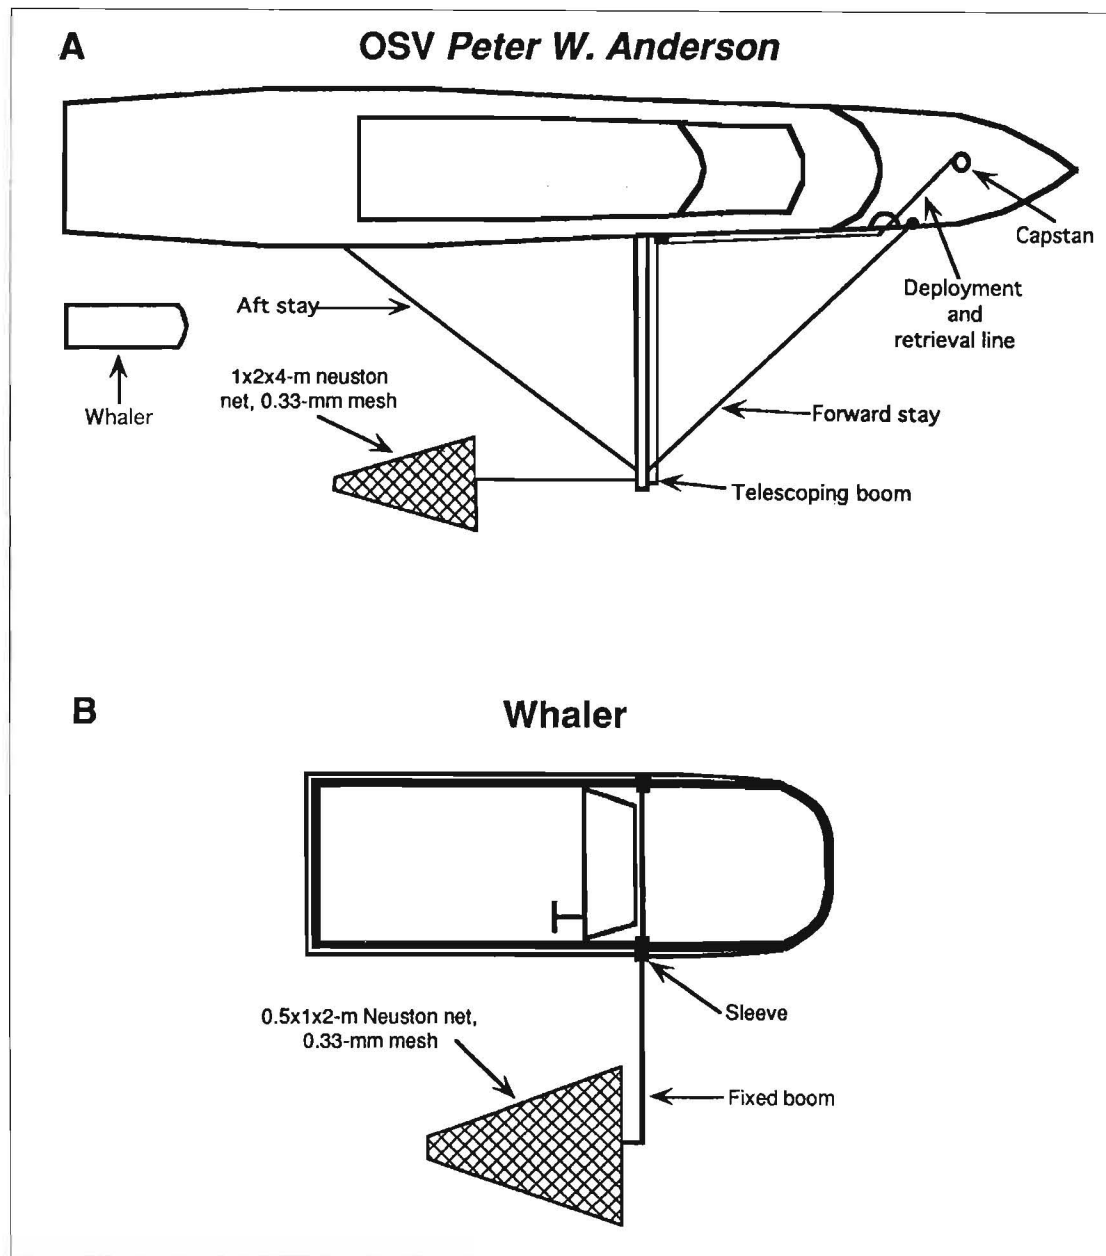 A
OSV Peter W. Anderson
Capstan
Deployment
and
retrieval line
Aft stay
1x2x4-m neuston
net, 0.33-mm mesh
Whaler
Forward stay
Telescoping boom
B
Whaler
Sleeve
0.5x1x2-m Neuston net,
0.33-mm mesh
Fixed boom